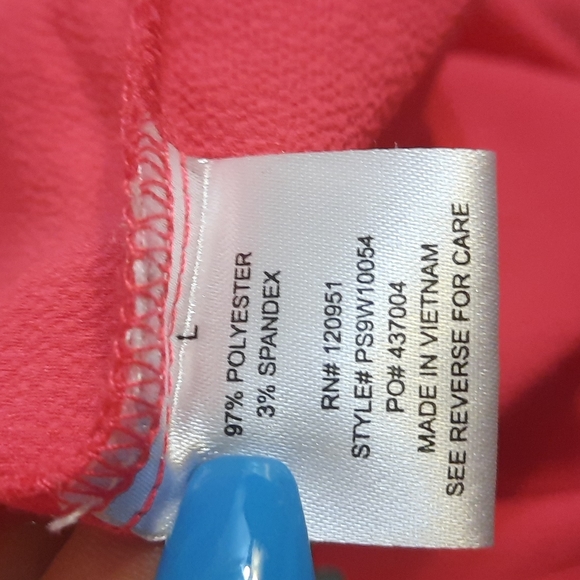 L
97% POLYESTER
3% SPANDEX
RN# 120951
STYLE# PS9W10054
PO# 437004
MADE IN VIETNAM
SEE REVERSE FOR CARE